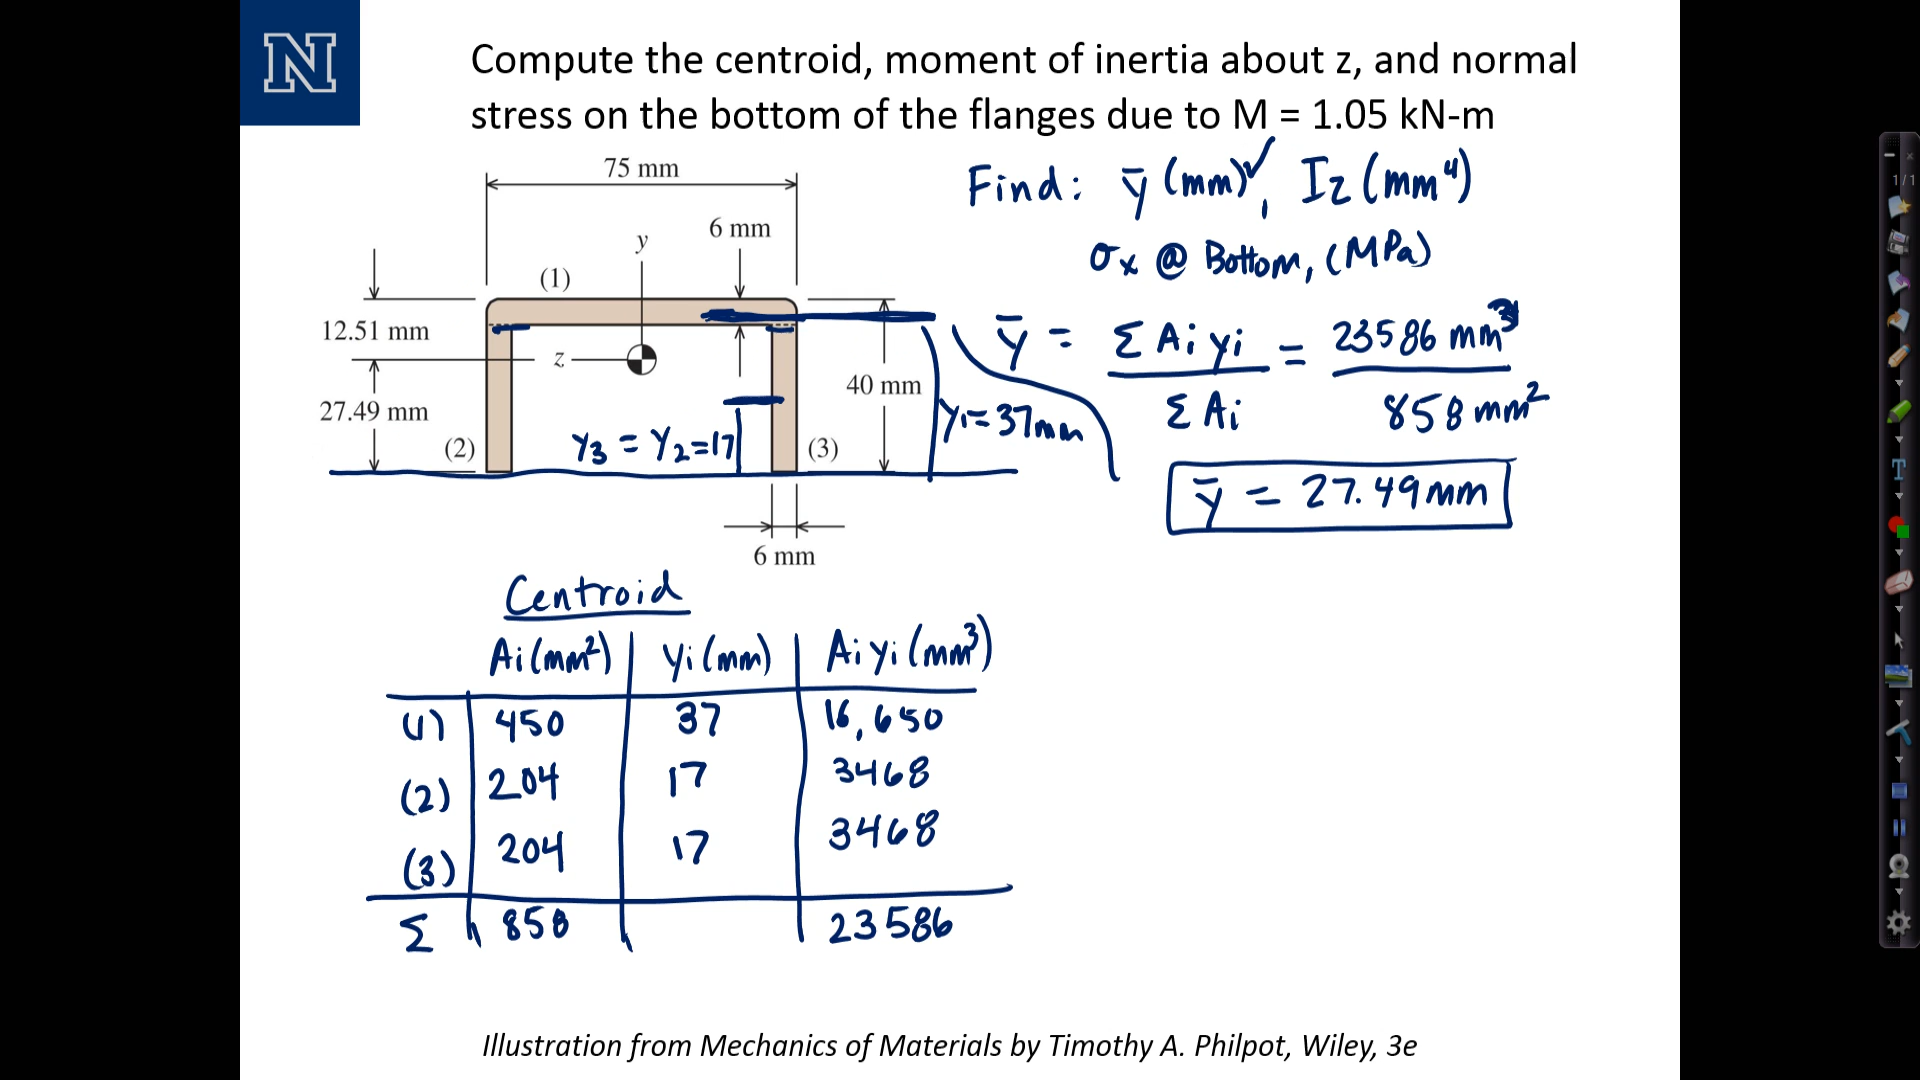 N
Compute the centroid, moment of inertia about z, and normal
stress on the bottom of the flanges due to M = 1.05 kN-m
75 mm
6 mm
y
(1)
12.51 mm
z
40 mm
27.49 mm
(2)
(3)
6 mm
Y3 = Y2=17
Y1=37mm
Find: ȳ (mm)✓, Iz (mm⁴)
σx @ Bottom, (MPa)
ȳ = Σ Ai yi / Σ Ai = 23586 mm³ / 858 mm²
ȳ = 27.49mm
Centroid
Ai (mm²) | Yi (mm) | Ai Yi (mm³)
(1) 450 37 16,650
(2) 204 17 3468
(3) 204 17 3468
Σ 858 23586
Illustration from Mechanics of Materials by Timothy A. Philpot, Wiley, 3e
1/1
T